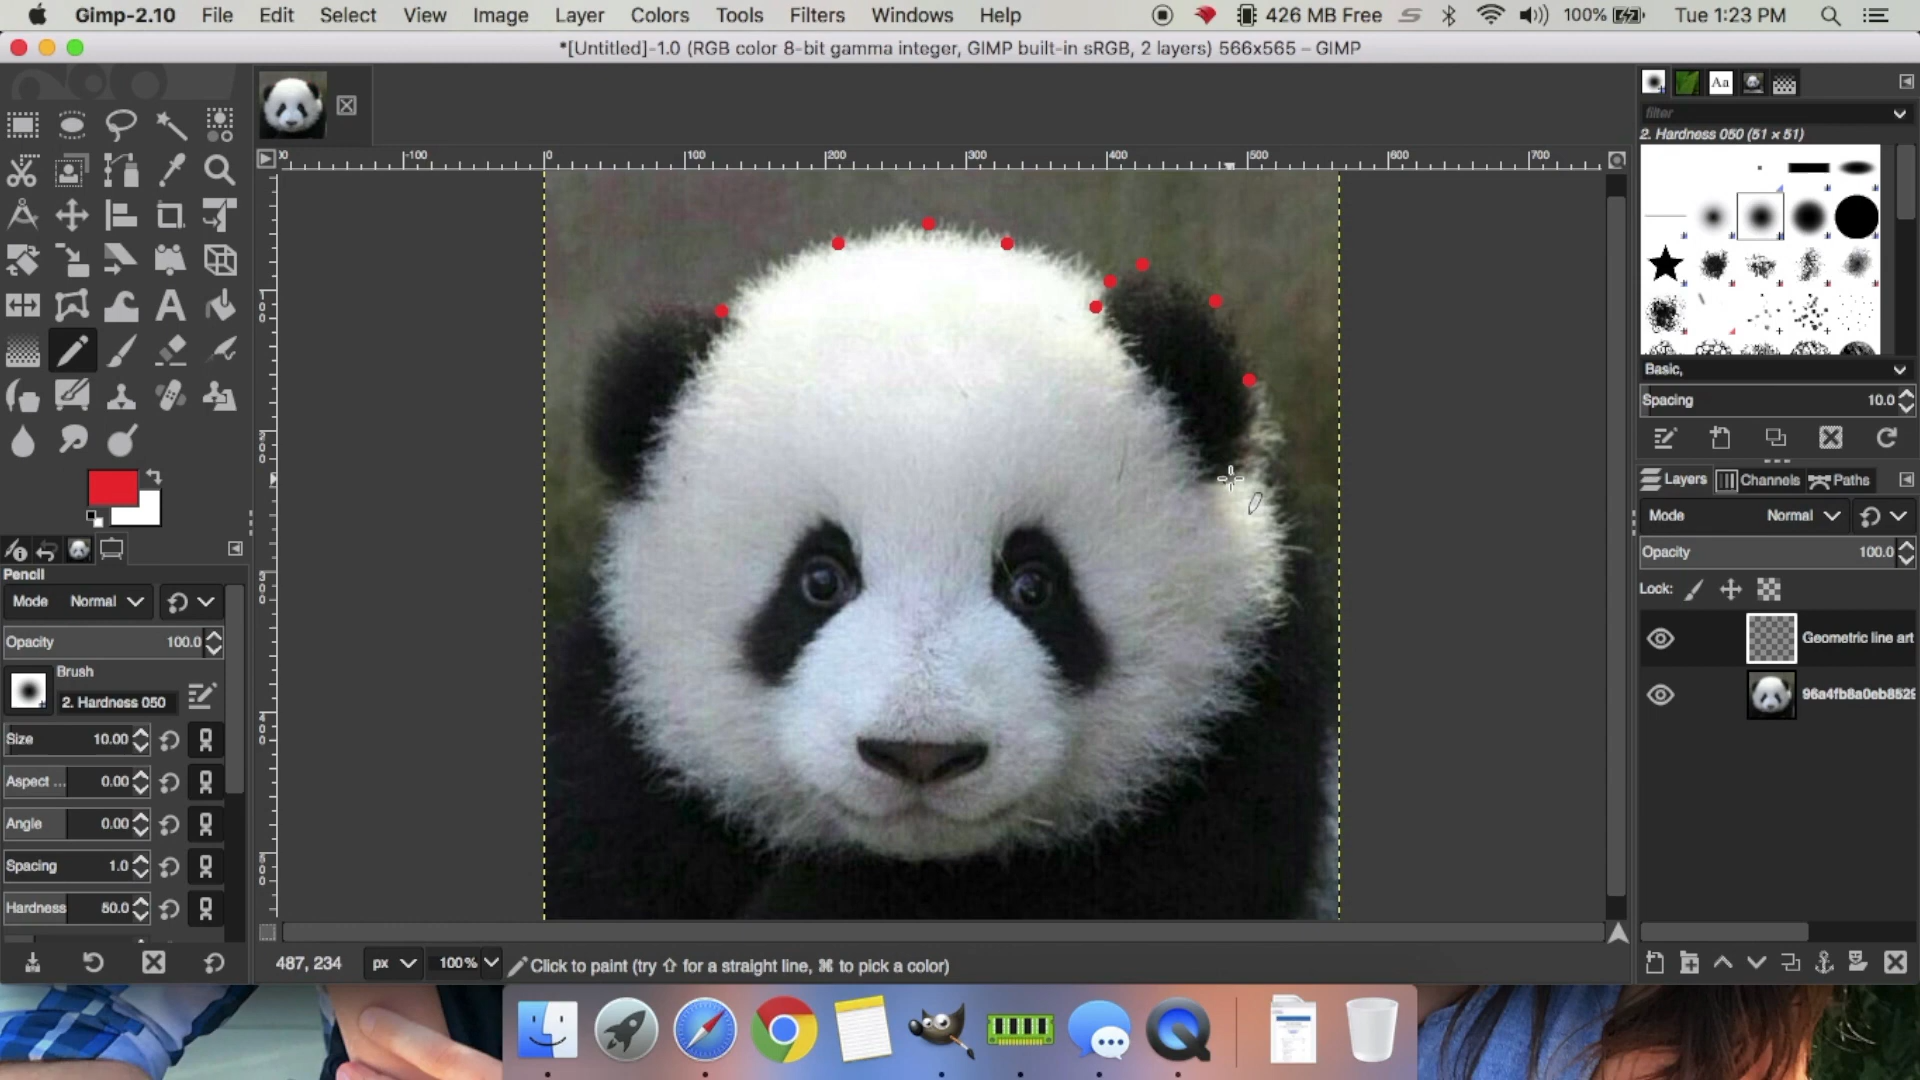 Gimp-2.10 File Edit Select View Image Layer Colors Tools Filters Windows Help 426 MB Free 100% Tue 1:23 PM
*[Untitled]-1.0 (RGB color 8-bit gamma integer, GIMP built-in sRGB, 2 layers) 566x565 – GIMP
Aa
filter
2. Hardness 050 (51 × 51)
-100 0 100 200 300 400 500 600 700
Basic,
Spacing 10.0
Layers Channels Paths
Mode Normal
Opacity 100.0
Lock:
Geometric line art
96a4fb8a0eb8529
Pencil
Mode Normal
Opacity 100.0
Brush
2. Hardness 050
Size 10.00
Aspect ... 0.00
Angle 0.00
Spacing 1.0
Hardness 50.0
487, 234 px 100% Click to paint (try ⇧ for a straight line, ⌘ to pick a color)